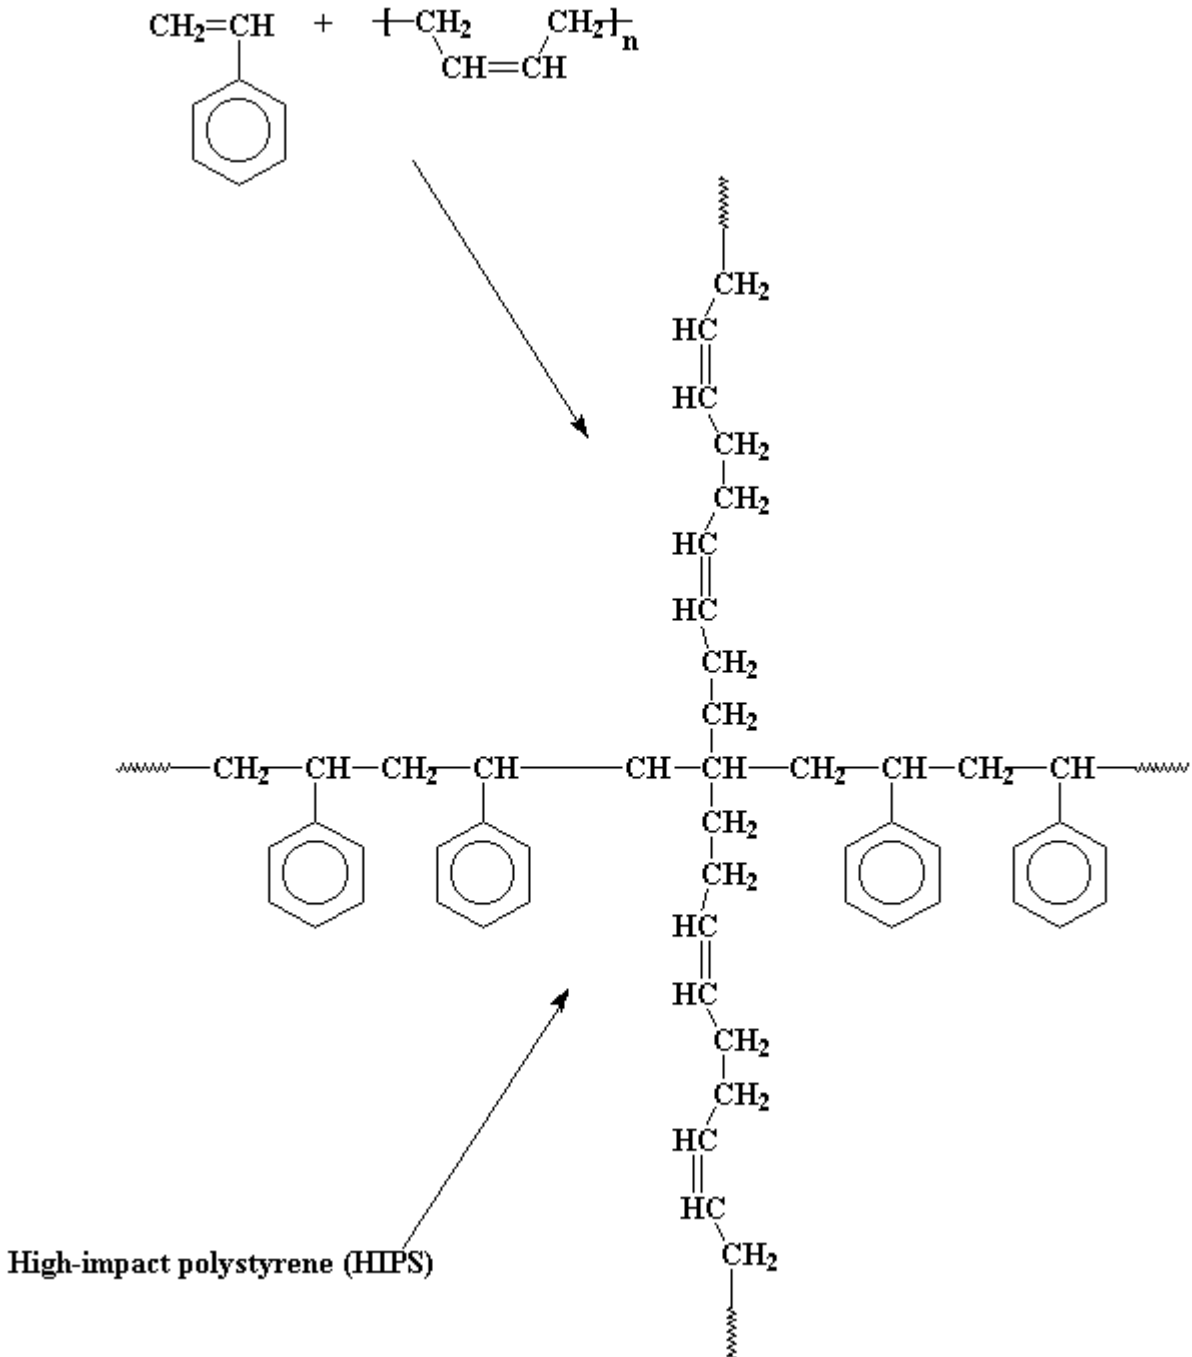 CH2=CH + -[-CH2 CH2-]-n
CH=CH
CH2
HC
HC
CH2
CH2
HC
HC
CH2
CH2
CH2—CH—CH2—CH—CH—CH—CH2—CH—CH2—CH
CH2
CH2
HC
HC
CH2
CH2
HC
HC
High-impact polystyrene (HIPS) CH2